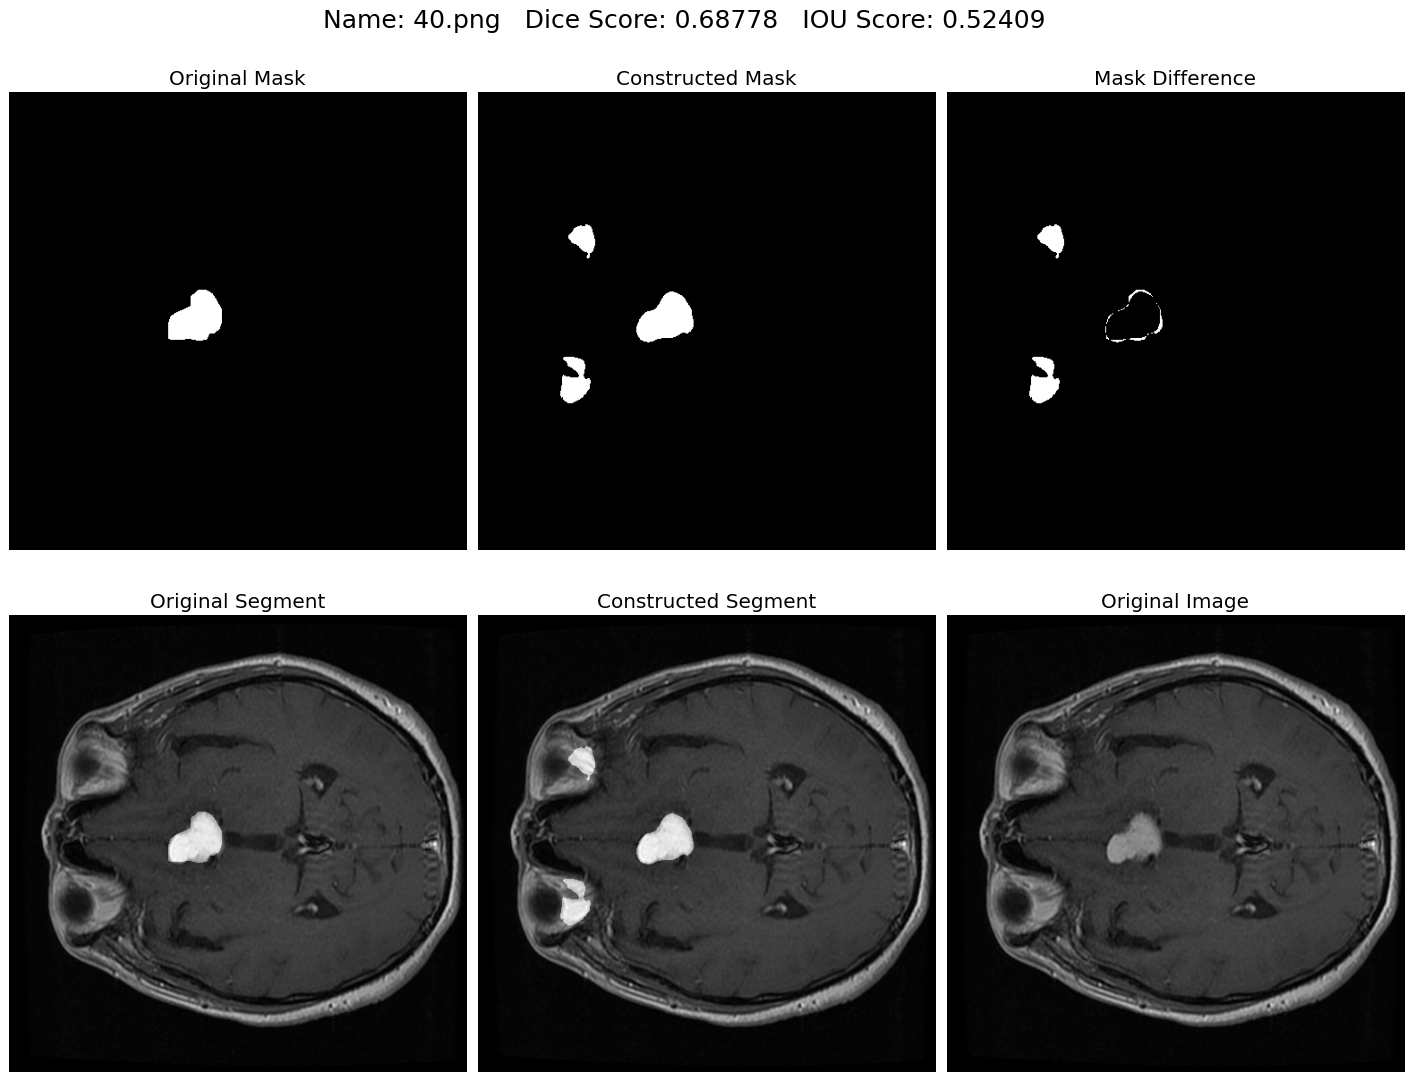 Name: 40.png   Dice Score: 0.68778   IOU Score: 0.52409
Original Mask
Constructed Mask
Mask Difference
Original Segment
Constructed Segment
Original Image